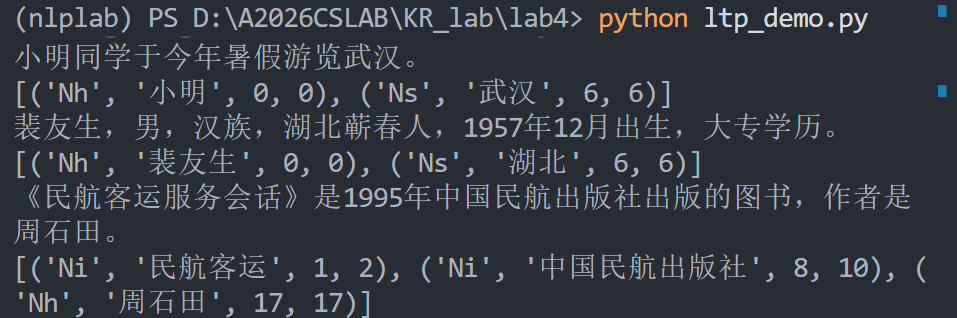 (nlplab) PS D:\A2026CSLAB\KR_lab\lab4> python ltp_demo.py
小明同学于今年暑假游览武汉。
[('Nh', '小明', 0, 0), ('Ns', '武汉', 6, 6)]
裴友生，男，汉族，湖北蕲春人，1957年12月出生，大专学历。
[('Nh', '裴友生', 0, 0), ('Ns', '湖北', 6, 6)]
《民航客运服务会话》是1995年中国民航出版社出版的图书，作者是
周石田。
[('Ni', '民航客运', 1, 2), ('Ni', '中国民航出版社', 8, 10), (
'Nh', '周石田', 17, 17)]